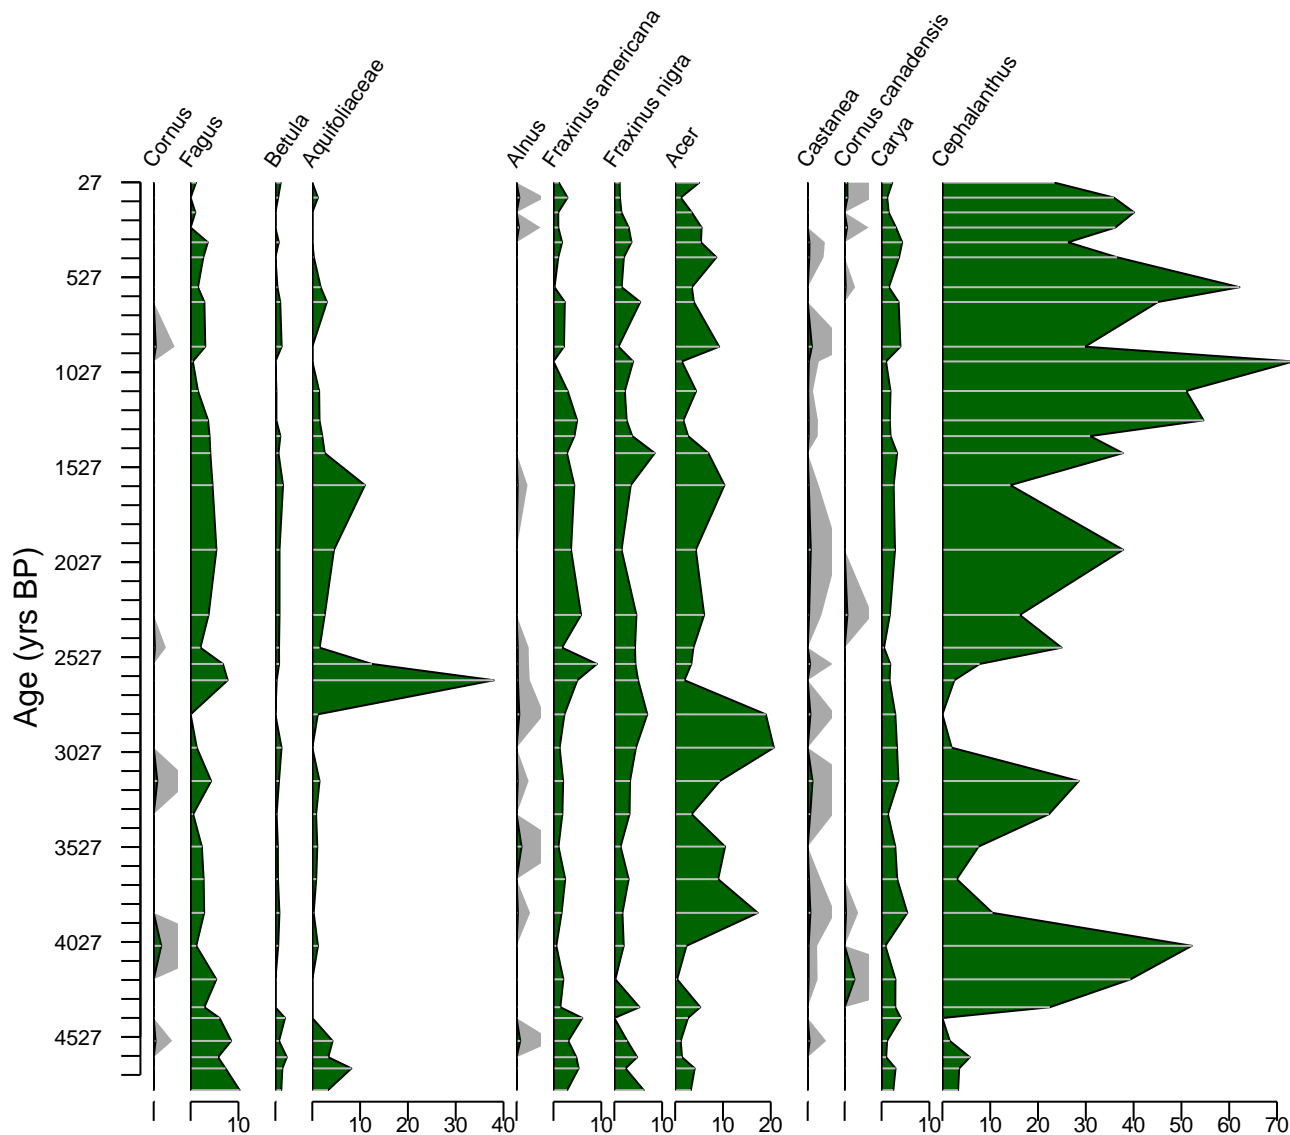 Cornus
Fagus
Betula
Aquifoliaceae
Alnus
Fraxinus americana
Fraxinus nigra
Acer
Castanea
Cornus canadensis
Carya
Cephalanthus
Age (yrs BP)
27
527
1027
1527
2027
2527
3027
3527
4027
4527
10
10 20 30 40
10
10
10 20
10
10 20 30 40 50 60 70